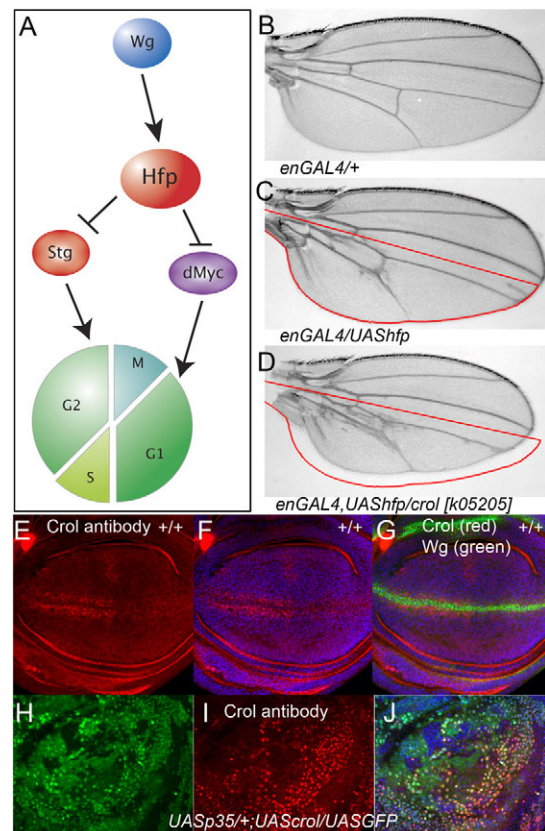 A
Wg
Hfp
Stg
dMyc
G2
M
S
G1
B
enGAL4/+
C
enGAL4/UAShfp
D
enGAL4,UAShfp/crol [k05205]
E Crol antibody +/+
F +/+
G Crol (red) +/+
Wg (green)
H
I Crol antibody
J
UASp35/+;UAScrol/UASGFP